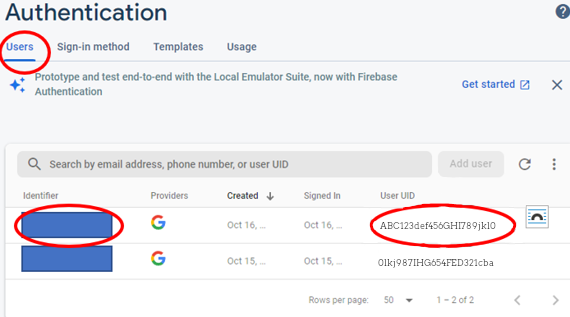 Authentication
Users Sign-in method Templates Usage
Prototype and test end-to-end with the Local Emulator Suite, now with Firebase
Authentication
Get started
Search by email address, phone number, or user UID
Add user
Identifier Providers Created Signed In User UID
Oct 16, ... Oct 16, ... ABC123def456GHI789jkl0
Oct 15, ... Oct 15, ... 01kj987IHG654FED321cba
Rows per page: 50 1 – 2 of 2